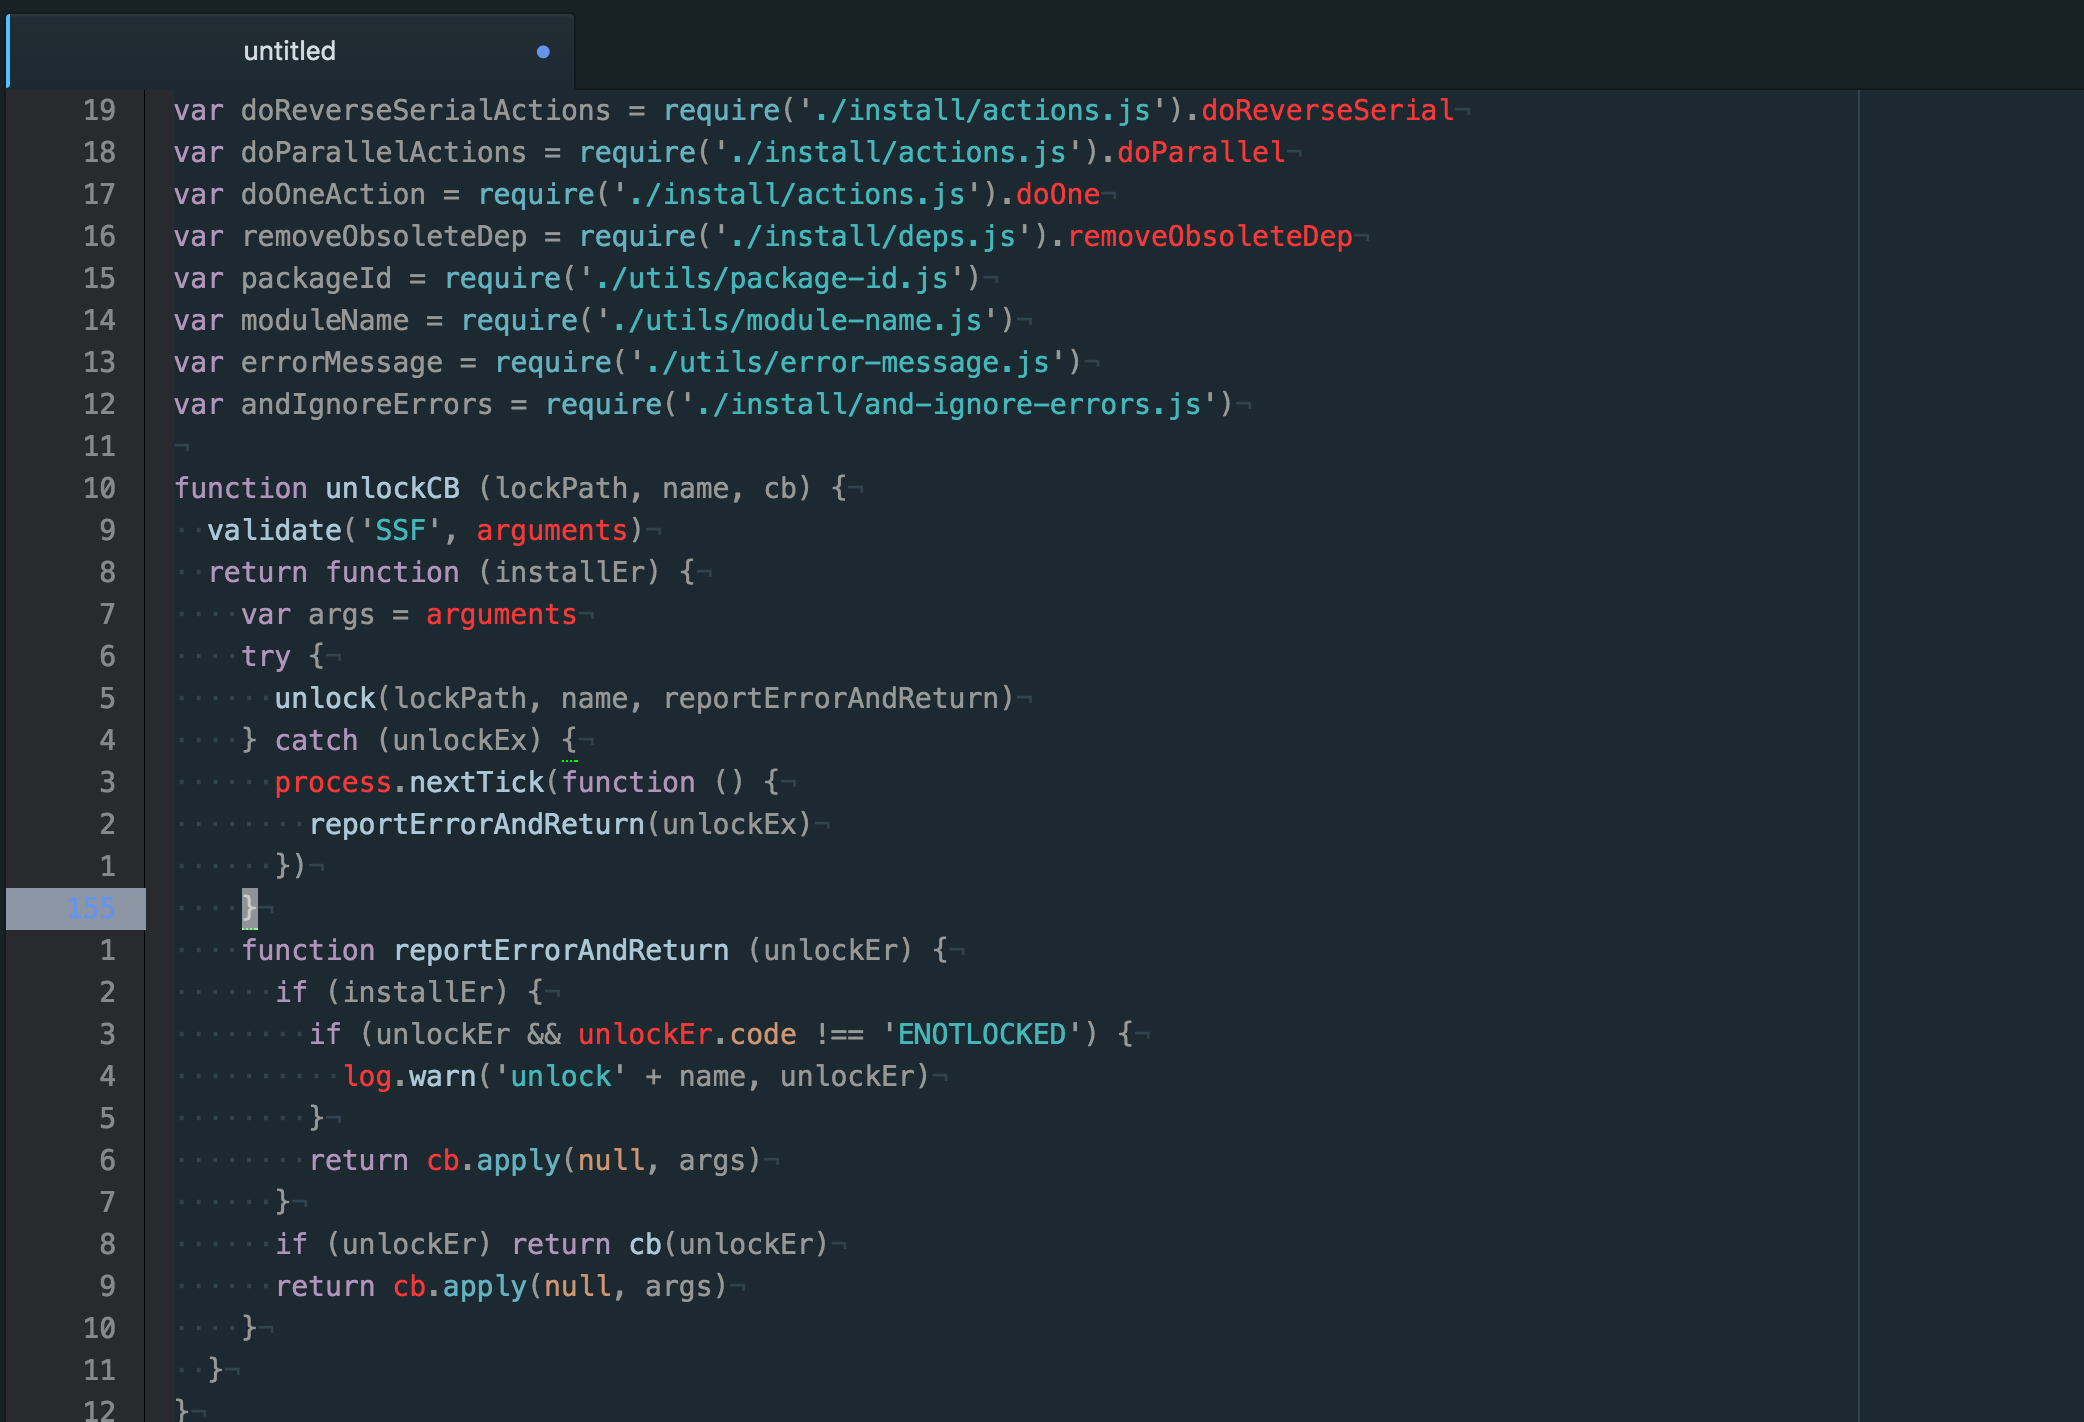 untitled
19 var doReverseSerialActions = require('./install/actions.js').doReverseSerial¬
18 var doParallelActions = require('./install/actions.js').doParallel¬
17 var doOneAction = require('./install/actions.js').doOne¬
16 var removeObsoleteDep = require('./install/deps.js').removeObsoleteDep¬
15 var packageId = require('./utils/package-id.js')¬
14 var moduleName = require('./utils/module-name.js')¬
13 var errorMessage = require('./utils/error-message.js')¬
12 var andIgnoreErrors = require('./install/and-ignore-errors.js')¬
11 ¬
10 function unlockCB (lockPath, name, cb) {¬
9 ··validate('SSF', arguments)¬
8 ··return function (installEr) {¬
7 ····var args = arguments¬
6 ····try {¬
5 ······unlock(lockPath, name, reportErrorAndReturn)¬
4 ····} catch (unlockEx) {¬
3 ······process.nextTick(function () {¬
2 ········reportErrorAndReturn(unlockEx)¬
1 ······})¬
155 ····}¬
1 ····function reportErrorAndReturn (unlockEr) {¬
2 ······if (installEr) {¬
3 ········if (unlockEr && unlockEr.code !== 'ENOTLOCKED') {¬
4 ··········log.warn('unlock' + name, unlockEr)¬
5 ········}¬
6 ········return cb.apply(null, args)¬
7 ······}¬
8 ······if (unlockEr) return cb(unlockEr)¬
9 ······return cb.apply(null, args)¬
10 ····}¬
11 ··}¬
12 }¬